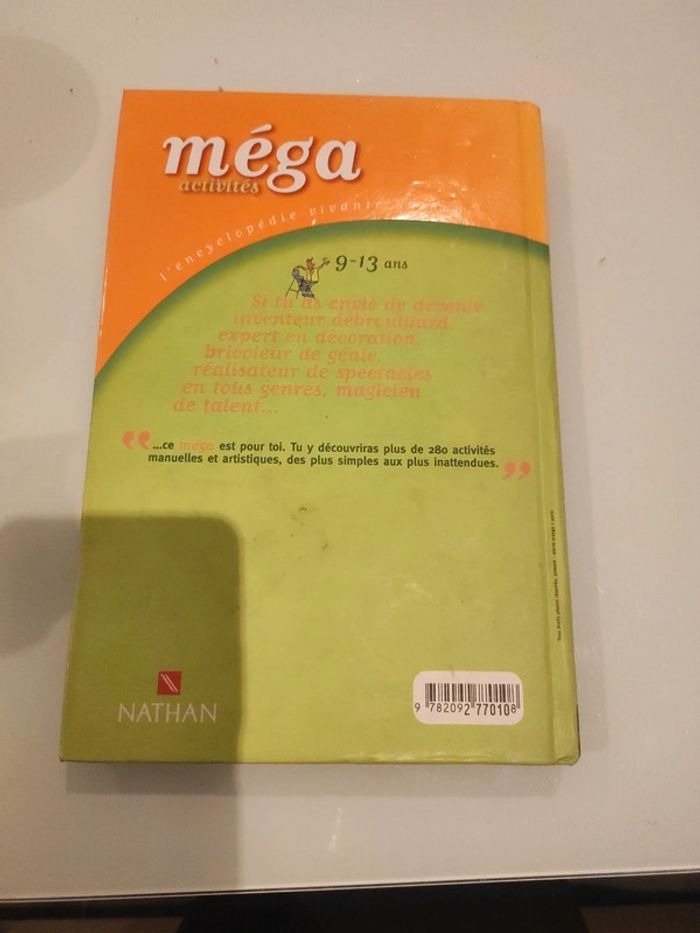 méga
activités
l'encyclopédie vivante
9-13 ans
Si tu as envie de devenir
inventeur débrouillard,
expert en décoration,
bricoleur de génie,
réalisateur de spectacles
en tous genres, magicien
de talent...
“...ce méga est pour toi. Tu y découvriras plus de 280 activités
manuelles et artistiques, des plus simples aux plus inattendues.”
NATHAN
9 782092 770108